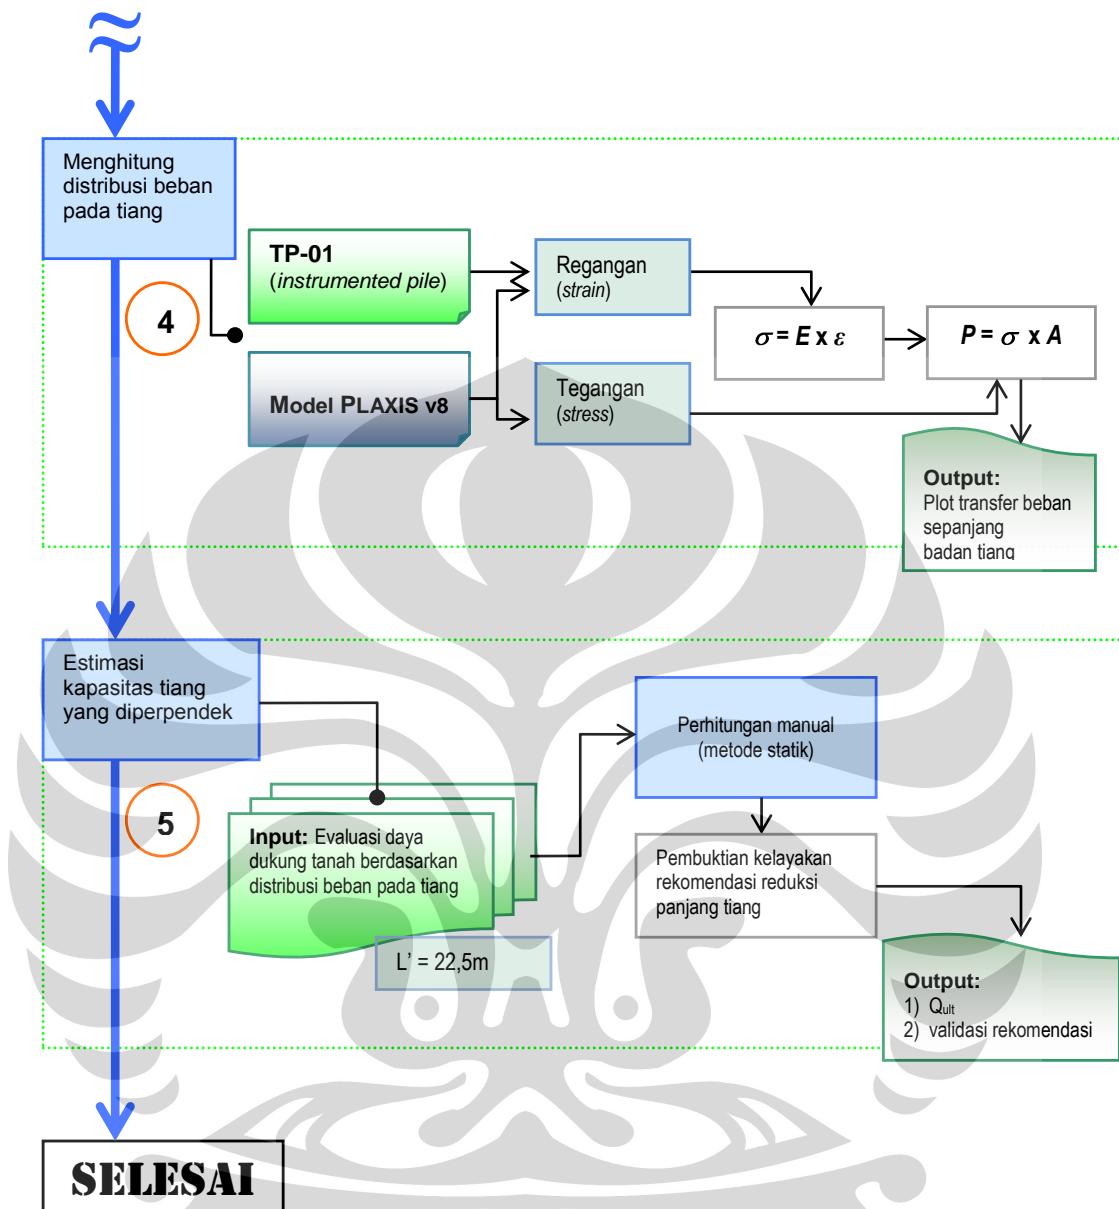 Menghitung
distribusi beban
pada tiang
4
TP-01
(instrumented pile)
Model PLAXIS v8
Regangan
(strain)
Tegangan
(stress)
σ = E x ε
P = σ x A
Output:
Plot transfer beban
sepanjang
badan tiang
Estimasi
kapasitas tiang
yang diperpendek
5
Input: Evaluasi daya
dukung tanah berdasarkan
distribusi beban pada tiang
L’ = 22,5m
Perhitungan manual
(metode statik)
Pembuktian kelayakan
rekomendasi reduksi
panjang tiang
Output:
1) Qult
2) validasi rekomendasi
SELESAI